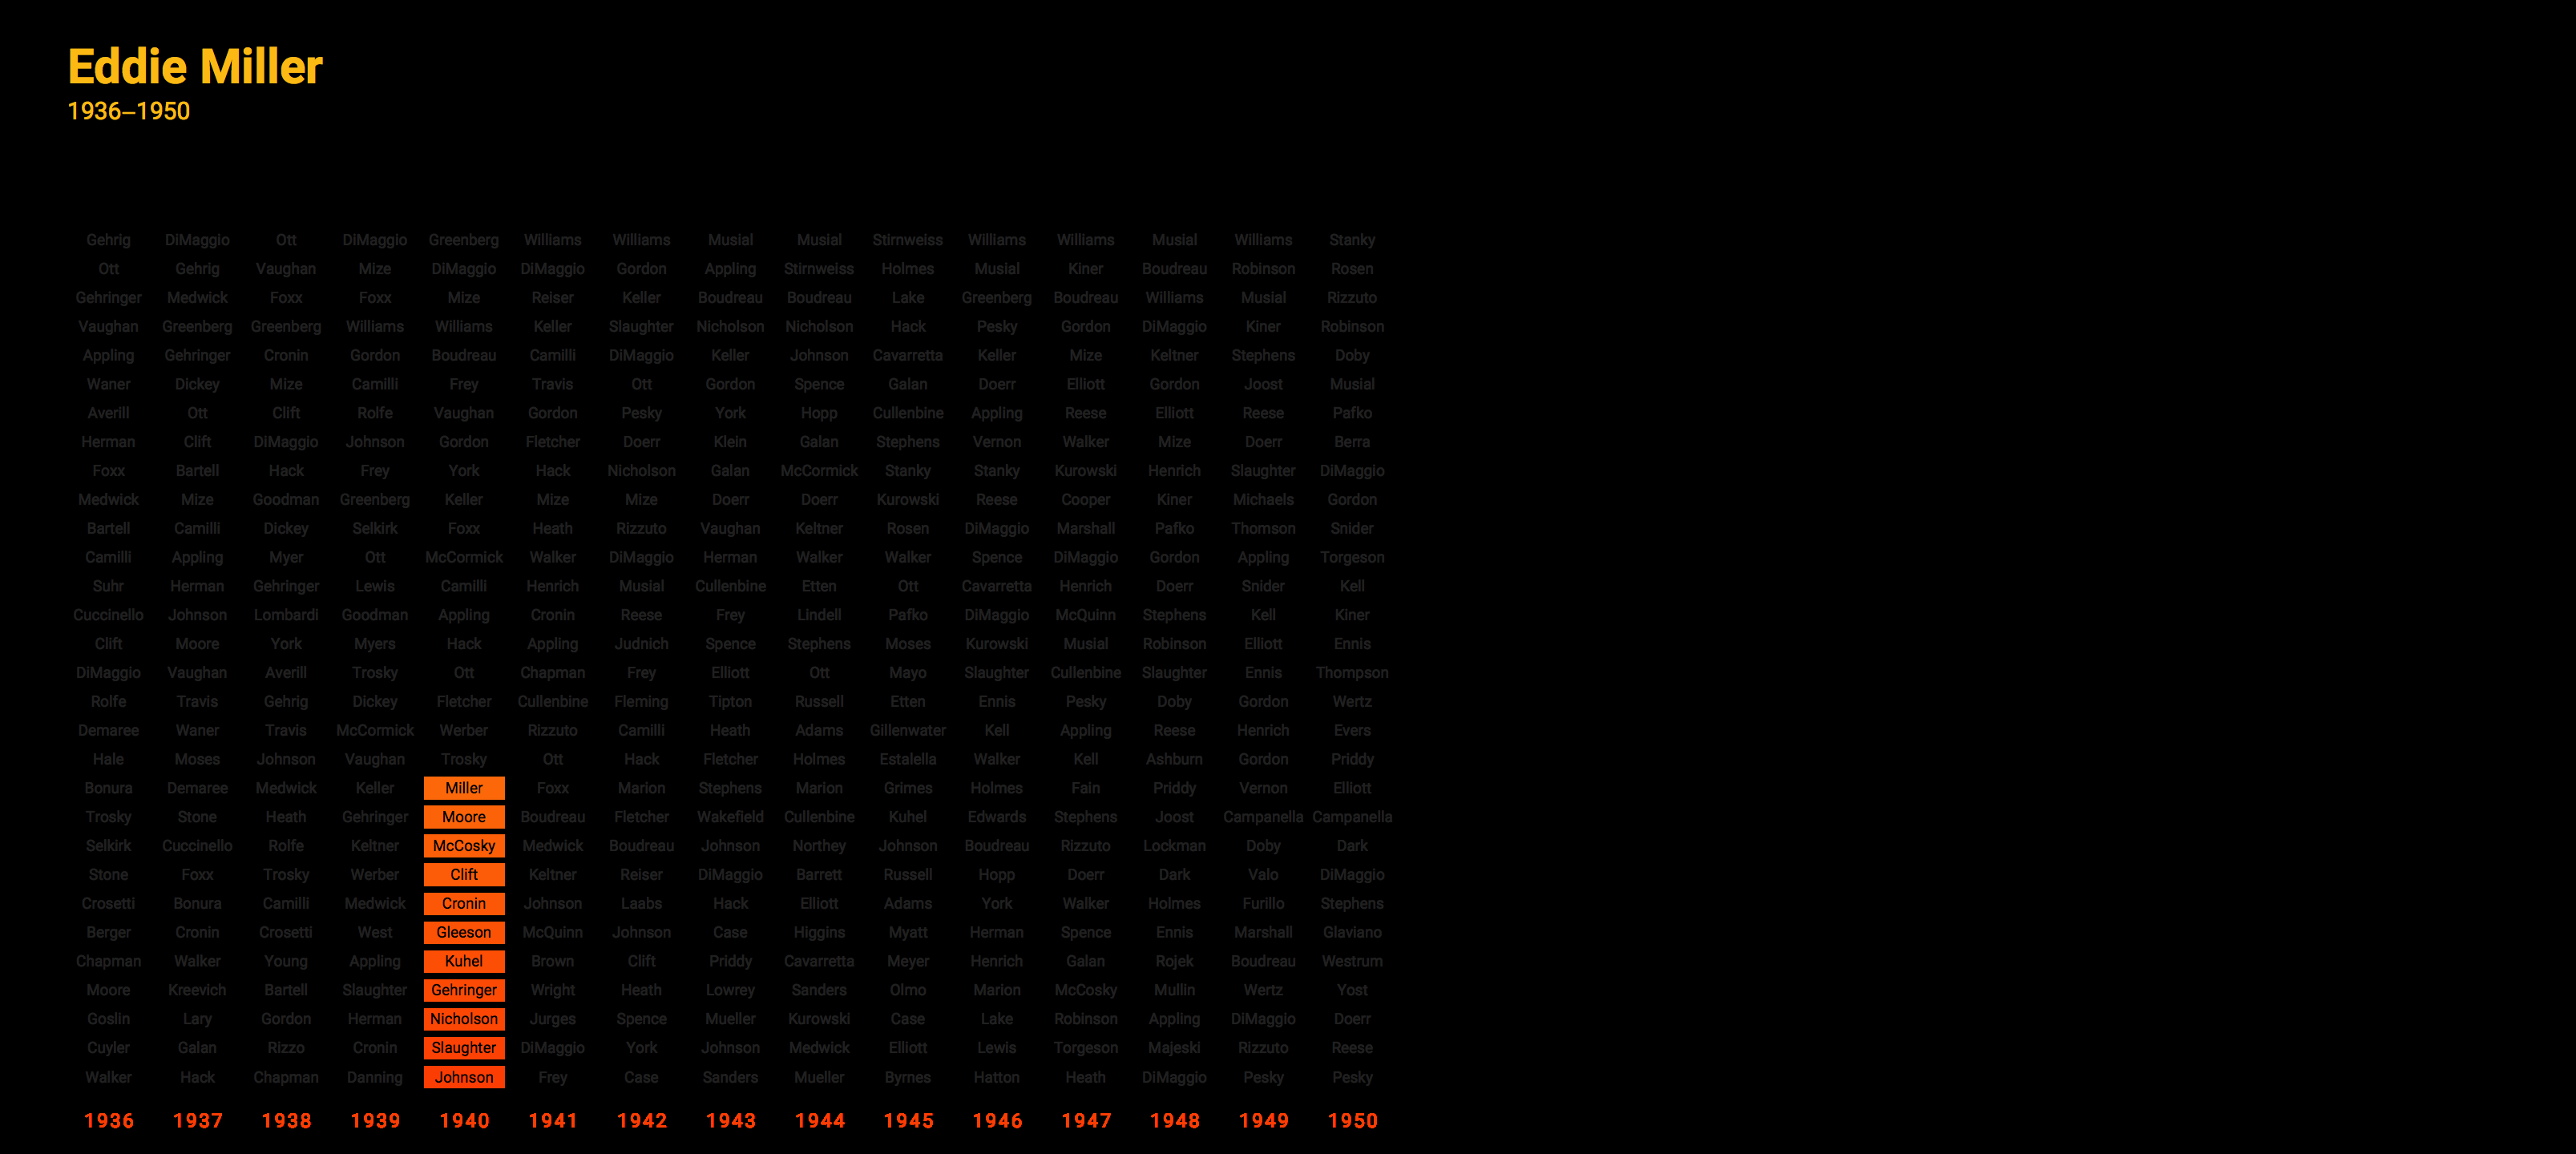 Eddie Miller
1936–1950
Gehrig DiMaggio Ott DiMaggio Greenberg Williams Williams Musial Musial Stirnweiss Williams Williams Musial Williams Stanky
Ott Gehrig Vaughan Mize DiMaggio DiMaggio Gordon Appling Stirnweiss Holmes Musial Kiner Boudreau Robinson Rosen
Gehringer Medwick Foxx Foxx Mize Reiser Keller Boudreau Boudreau Lake Greenberg Boudreau Williams Musial Rizzuto
Vaughan Greenberg Greenberg Williams Williams Keller Slaughter Nicholson Nicholson Hack Pesky Gordon DiMaggio Kiner Robinson
Appling Gehringer Cronin Gordon Boudreau Camilli DiMaggio Keller Johnson Cavarretta Keller Mize Keltner Stephens Doby
Waner Dickey Mize Camilli Frey Travis Ott Gordon Spence Galan Doerr Elliott Gordon Joost Musial
Averill Ott Clift Rolfe Vaughan Gordon Pesky York Hopp Cullenbine Appling Reese Elliott Reese Pafko
Herman Clift DiMaggio Johnson Gordon Fletcher Doerr Klein Galan Stephens Vernon Walker Mize Doerr Berra
Foxx Bartell Hack Frey York Hack Nicholson Galan McCormick Stanky Stanky Kurowski Henrich Slaughter DiMaggio
Medwick Mize Goodman Greenberg Keller Mize Mize Doerr Doerr Kurowski Reese Cooper Kiner Michaels Gordon
Bartell Camilli Dickey Selkirk Foxx Heath Rizzuto Vaughan Keltner Rosen DiMaggio Marshall Pafko Thomson Snider
Camilli Appling Myer Ott McCormick Walker DiMaggio Herman Walker Walker Spence DiMaggio Gordon Appling Torgeson
Suhr Herman Gehringer Lewis Camilli Henrich Musial Cullenbine Etten Ott Cavarretta Henrich Doerr Snider Kell
Cuccinello Johnson Lombardi Goodman Appling Cronin Reese Frey Lindell Pafko DiMaggio McQuinn Stephens Kell Kiner
Clift Moore York Myers Hack Appling Judnich Spence Stephens Moses Kurowski Musial Robinson Elliott Ennis
DiMaggio Vaughan Averill Trosky Ott Chapman Frey Elliott Ott Mayo Slaughter Cullenbine Slaughter Ennis Thompson
Rolfe Travis Gehrig Dickey Fletcher Cullenbine Fleming Tipton Russell Etten Ennis Pesky Doby Gordon Wertz
Demaree Waner Travis McCormick Werber Rizzuto Camilli Heath Adams Gillenwater Kell Appling Reese Henrich Evers
Hale Moses Johnson Vaughan Trosky Ott Hack Fletcher Holmes Estalella Walker Kell Ashburn Gordon Priddy
Bonura Demaree Medwick Keller Miller Foxx Marion Stephens Marion Grimes Holmes Fain Priddy Vernon Elliott
Trosky Stone Heath Gehringer Moore Boudreau Fletcher Wakefield Cullenbine Kuhel Edwards Stephens Joost Campanella Campanella
Selkirk Cuccinello Rolfe Keltner McCosky Medwick Boudreau Johnson Northey Johnson Boudreau Rizzuto Lockman Doby Dark
Stone Foxx Trosky Werber Clift Keltner Reiser DiMaggio Barrett Russell Hopp Doerr Dark Valo DiMaggio
Crosetti Bonura Camilli Medwick Cronin Johnson Laabs Hack Elliott Adams York Walker Holmes Furillo Stephens
Berger Cronin Crosetti West Gleeson McQuinn Johnson Case Higgins Myatt Herman Spence Ennis Marshall Glaviano
Chapman Walker Young Appling Kuhel Brown Clift Priddy Cavarretta Meyer Henrich Galan Rojek Boudreau Westrum
Moore Kreevich Bartell Slaughter Gehringer Wright Heath Lowrey Sanders Olmo Marion McCosky Mullin Wertz Yost
Goslin Lary Gordon Herman Nicholson Jurges Spence Mueller Kurowski Case Lake Robinson Appling DiMaggio Doerr
Cuyler Galan Rizzo Cronin Slaughter DiMaggio York Johnson Medwick Elliott Lewis Torgeson Majeski Rizzuto Reese
Walker Hack Chapman Danning Johnson Frey Case Sanders Mueller Byrnes Hatton Heath DiMaggio Pesky Pesky
1936 1937 1938 1939 1940 1941 1942 1943 1944 1945 1946 1947 1948 1949 1950